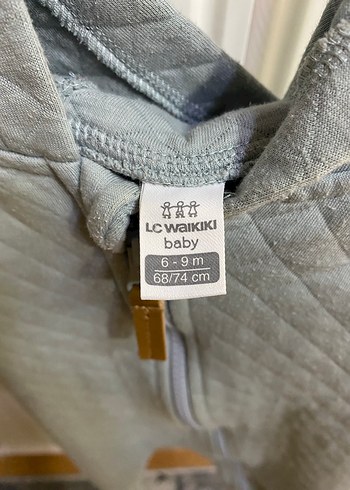 LC WAIKIKI
baby
6 - 9 m
68/74 cm